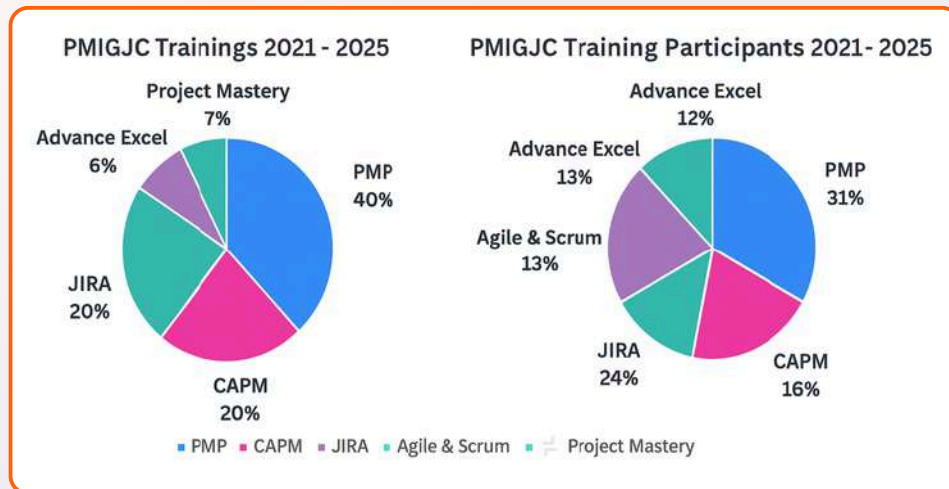 PMIGJC Trainings 2021 - 2025
Project Mastery
7%
Advance Excel
6%
PMP
40%
JIRA
20%
CAPM
20%
PMIGJC Training Participants 2021- 2025
Advance Excel
12%
Advance Excel
13%
PMP
31%
Agile & Scrum
13%
JIRA
24%
CAPM
16%
PMP CAPM JIRA Agile & Scrum Project Mastery